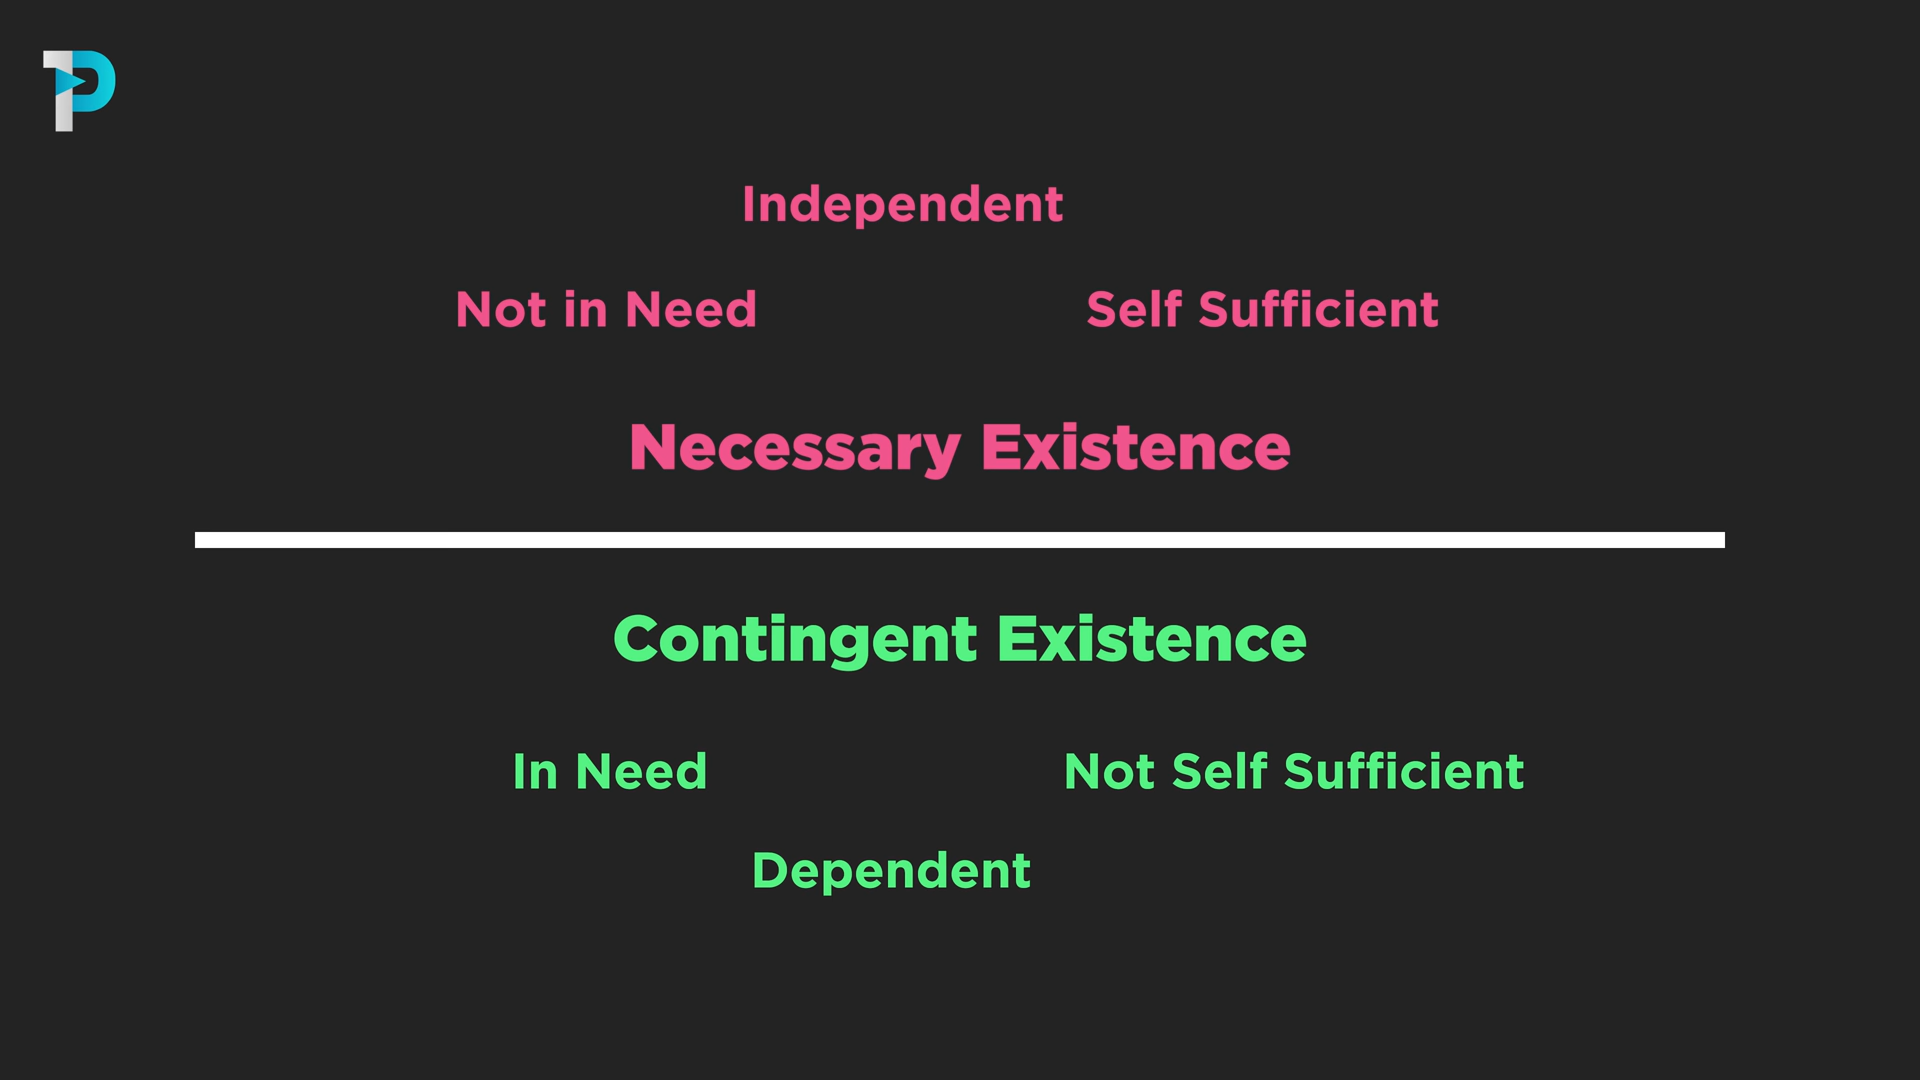 Independent
Not in Need
Self Sufficient
Necessary Existence
Contingent Existence
In Need
Not Self Sufficient
Dependent